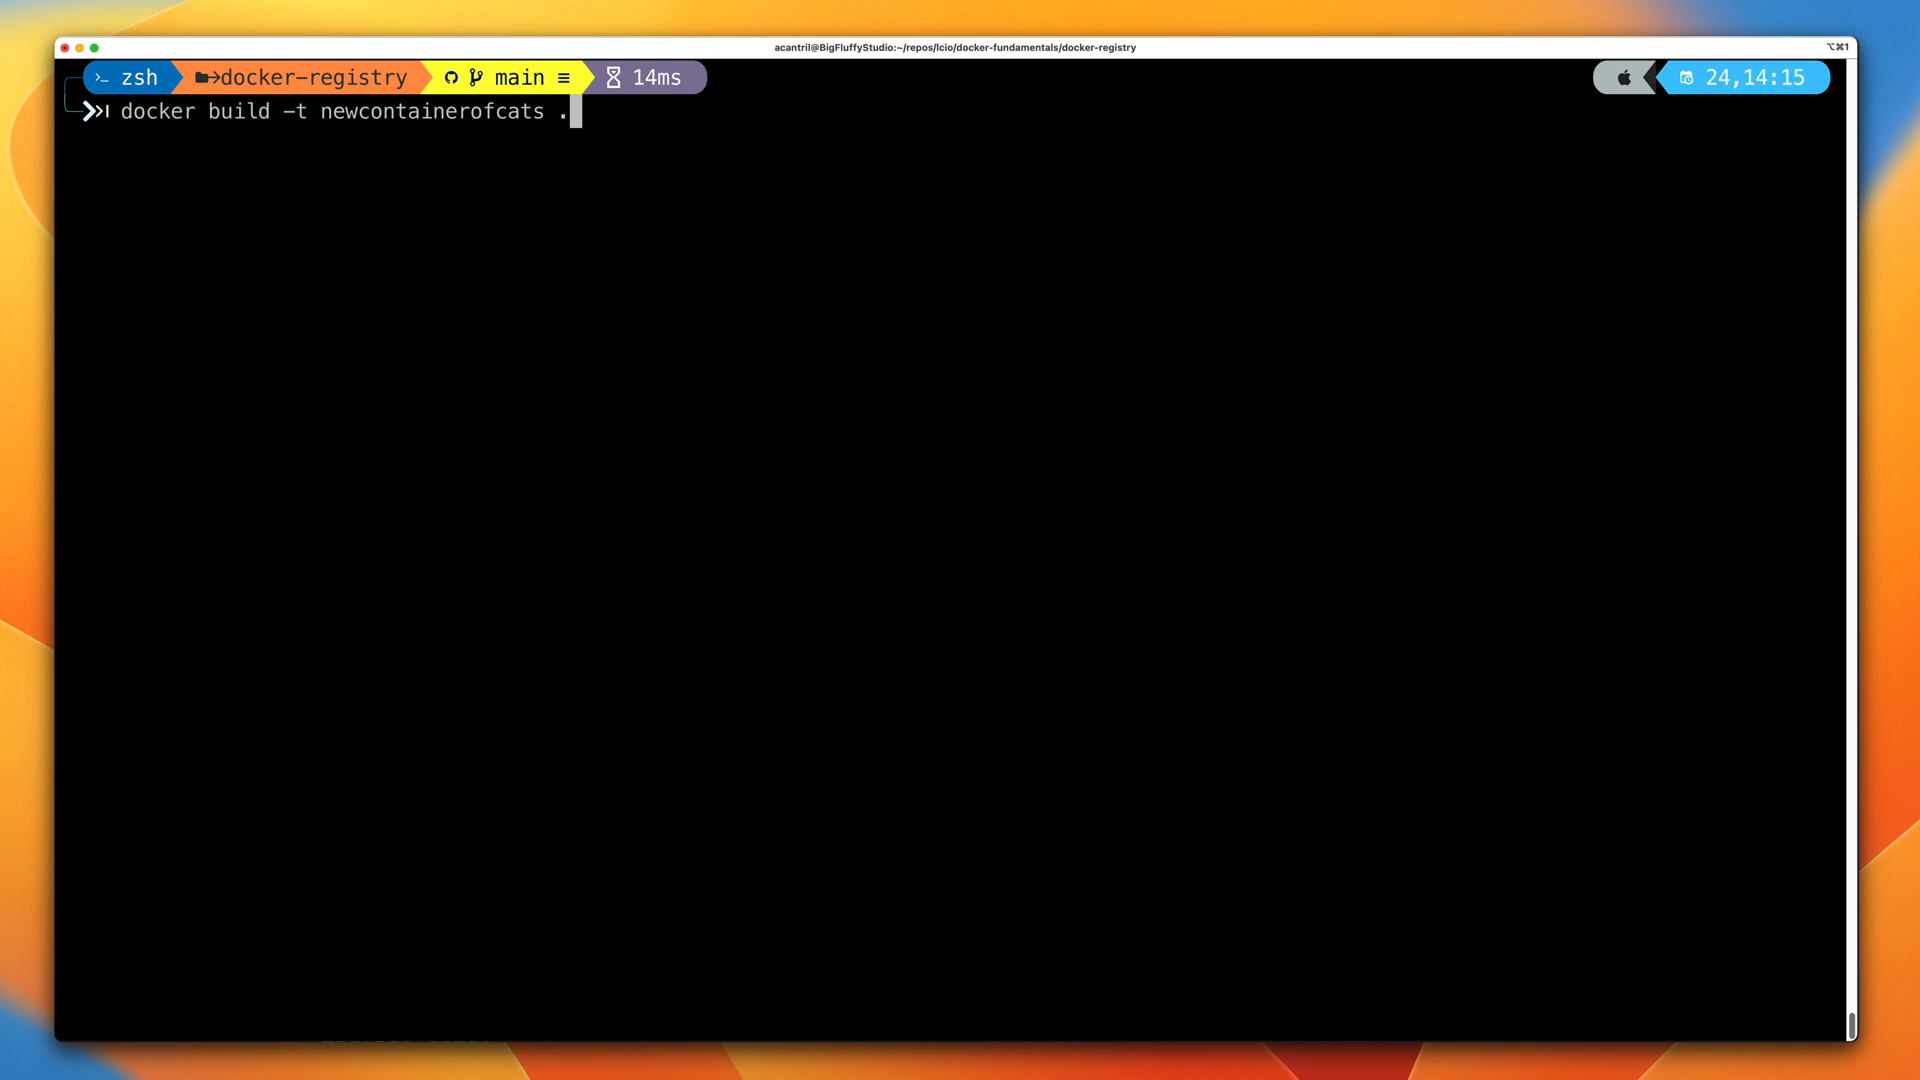 acantril@BigFluffyStudio:~/repos/lcio/docker-fundamentals/docker-registry
⌥⌘1
zsh docker-registry main ≡ 14ms
24,14:15
docker build -t newcontainerofcats .